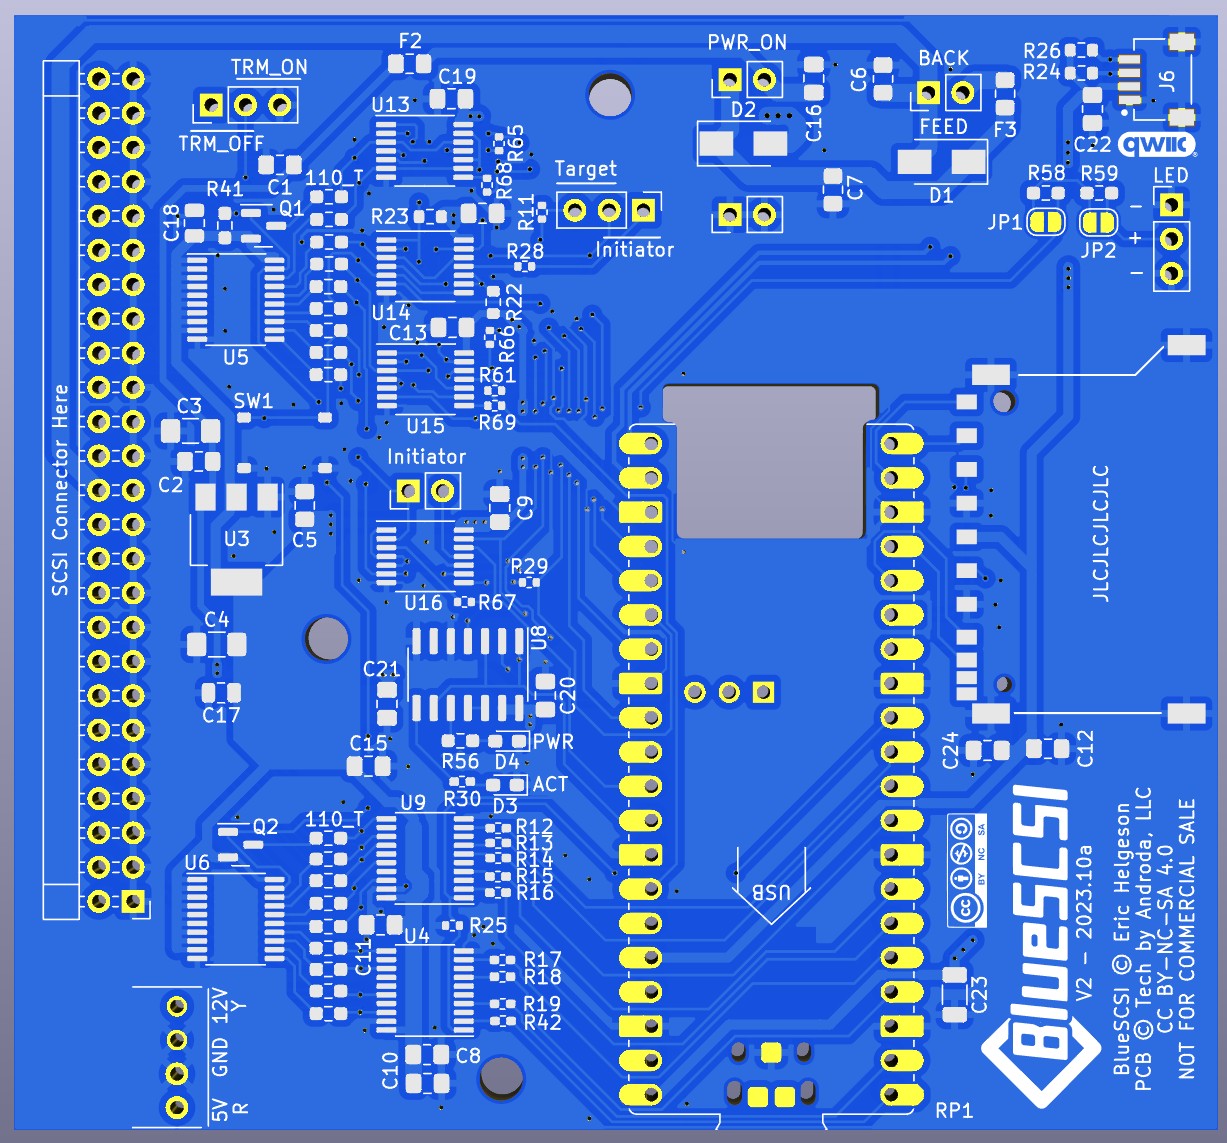 F2
PWR_ON
BACK
R26
R24
J6
TRM_ON
C19
C6
U13
D2
C16
F3
FEED
TRM_OFF
R65
C22
qwiic
C1
110_T
R68
Target
C7
D1
R58
R59
LED
R41
Q1
C18
R23
R11
JP1
JP2
−
+
−
Initiator
R28
U14
R22
C13
R66
U5
R61
R69
SW1
U15
C3
C2
Initiator
SCSI Connector Here
U3
C5
C9
JLCJLCJLCJLC
R29
U16
R67
C4
U8
C21
C20
C17
PWR
R56
D4
C15
C24
C12
ACT
R30
D3
U9
110_T
Q2
R12
R13
R14
R15
R16
U6
USB
cc
BY NC SA
C11
U4
R25
R17
R18
R19
R42
C23
BlueSCSI
V2 - 2023.10a
BlueSCSI © Eric Helgeson
PCB © Tech by Androda, LLC
CC BY-NC-SA 4.0
NOT FOR COMMERCIAL SALE
5V GND 12V
R
Y
C10
C8
RP1